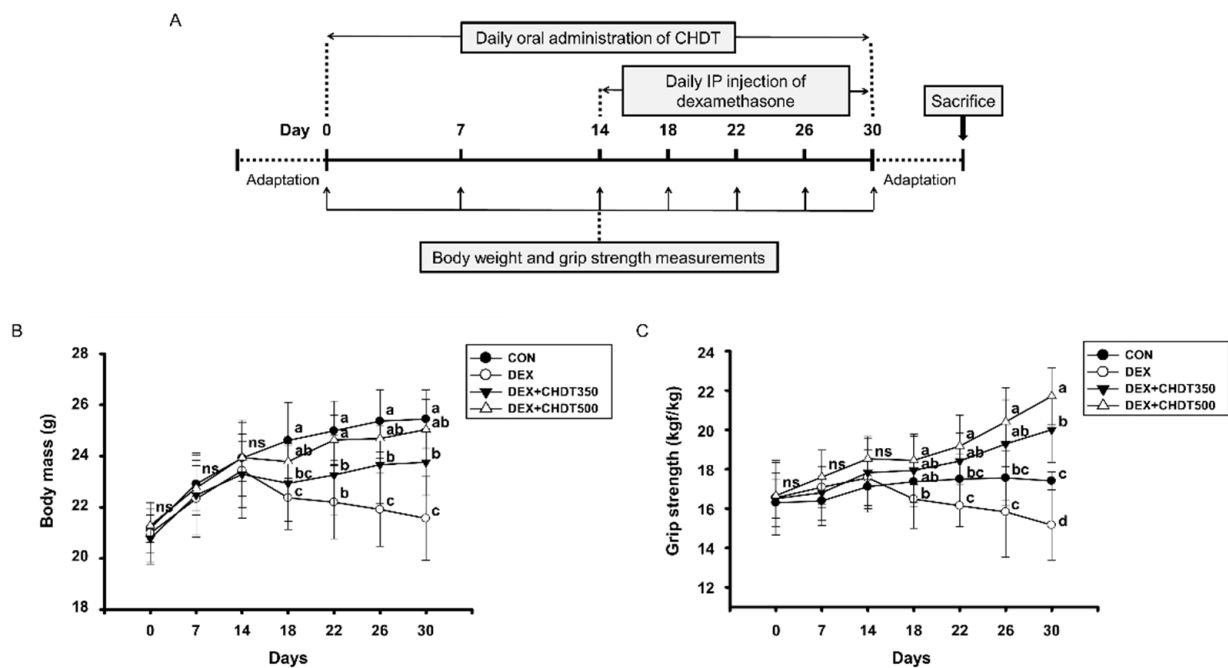 A
Daily oral administration of CHDT
Daily IP injection of
dexamethasone
Sacrifice
Day 0 7 14 18 22 26 30
Adaptation Adaptation
Body weight and grip strength measurements
B
28
26
24
22
20
18
Body mass (g)
0 7 14 18 22 26 30
Days
CON
DEX
DEX+CHDT350
DEX+CHDT500
ns ns ns
a a a a
ab a ab ab
bc b b b
c b c c
C
24
22
20
18
16
14
12
Grip strength (kgf/kg)
0 7 14 18 22 26 30
Days
CON
DEX
DEX+CHDT350
DEX+CHDT500
ns ns ns
a a a a
ab ab ab b
ab bc bc c
b c c d